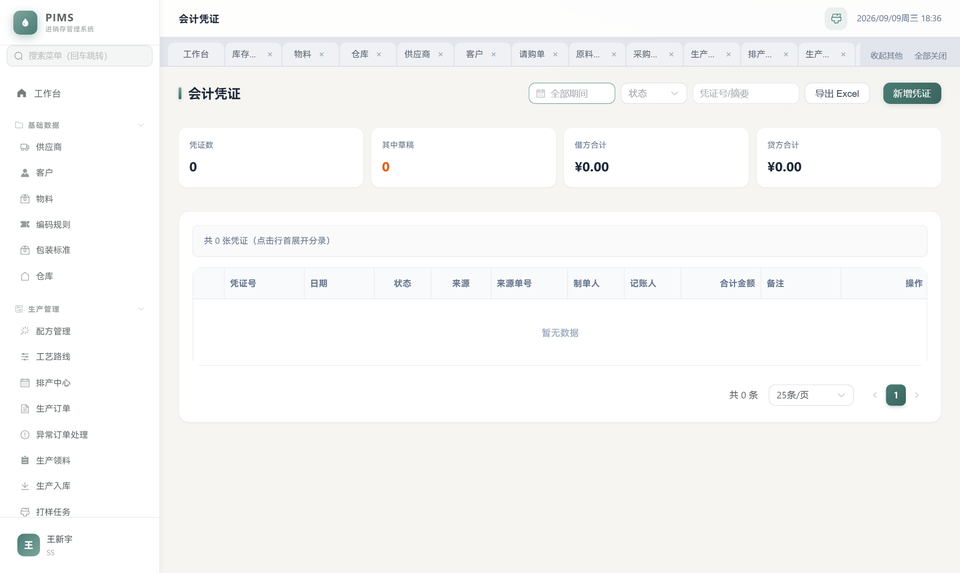 PIMS
进销存管理系统
搜索菜单（回车跳转）
工作台
基础数据
供应商
客户
物料
编码规则
包装标准
仓库
生产管理
配方管理
工艺路线
排产中心
生产订单
异常订单处理
生产领料
生产入库
打样任务
王
王新宇
SS
会计凭证
2026/09/09周三 18:36
工作台
库存... ×
物料 ×
仓库 ×
供应商 ×
客户 ×
请购单 ×
原料... ×
采购... ×
生产... ×
排产... ×
生产... ×
收起其他 全部关闭
会计凭证
全部期间
状态
凭证号/摘要
导出 Excel
新增凭证
凭证数
0
其中草稿
0
借方合计
¥0.00
贷方合计
¥0.00
共 0 张凭证（点击行首展开分录）
凭证号 日期 状态 来源 来源单号 制单人 记账人 合计金额 备注 操作
暂无数据
共 0 条
25条/页
1